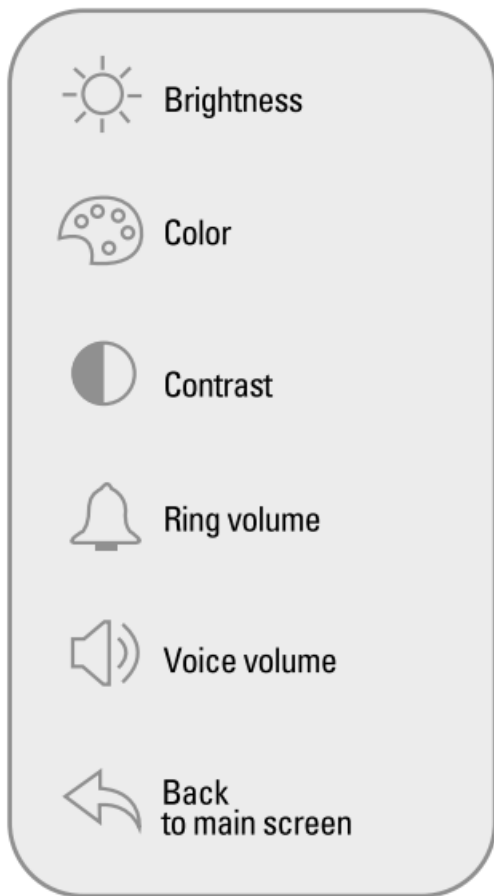 Brightness
Color
Contrast
Ring volume
Voice volume
Back
to main screen